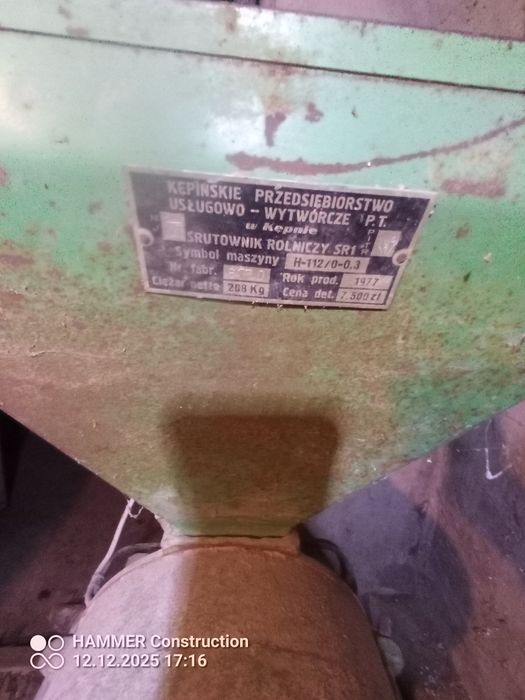 KĘPIŃSKIE PRZEDSIĘBIORSTWO
USŁUGOWO - WYTWÓRCZE P.T.
w Kępnie
ŚRUTOWNIK ROLNICZY SR1
Symbol maszyny H-112/0-0,3
Nr fabr. Rok prod. 1977
Ciężar netto 208 Kg Cena det. 7.500 zł
HAMMER Construction
12.12.2025 17:16